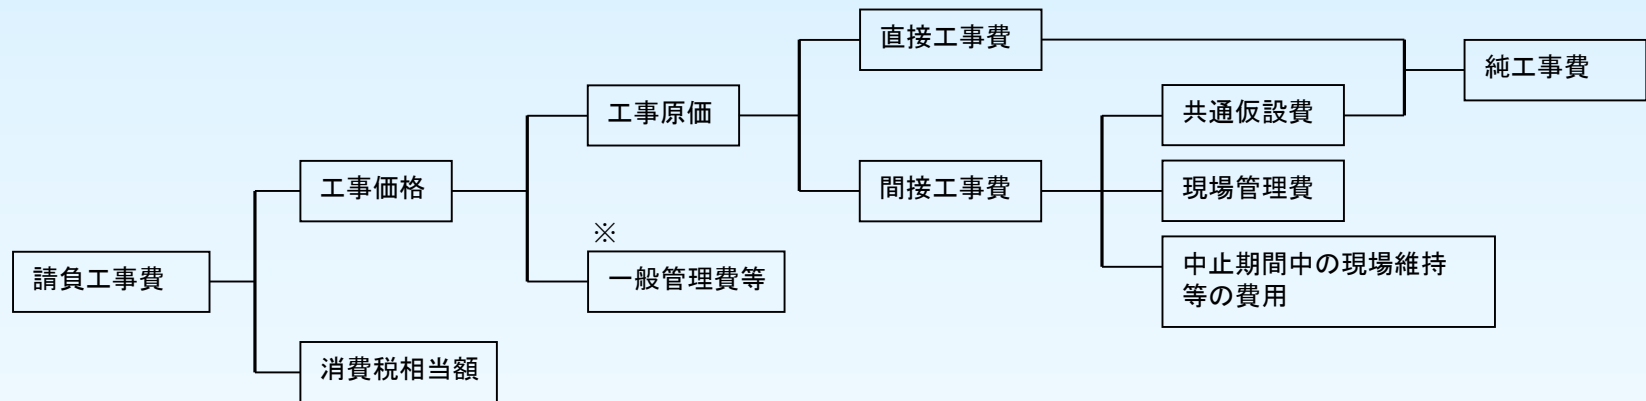 直接工事費
純工事費
工事原価
共通仮設費
工事価格
間接工事費
現場管理費
※
請負工事費
一般管理費等
中止期間中の現場維持
等の費用
消費税相当額